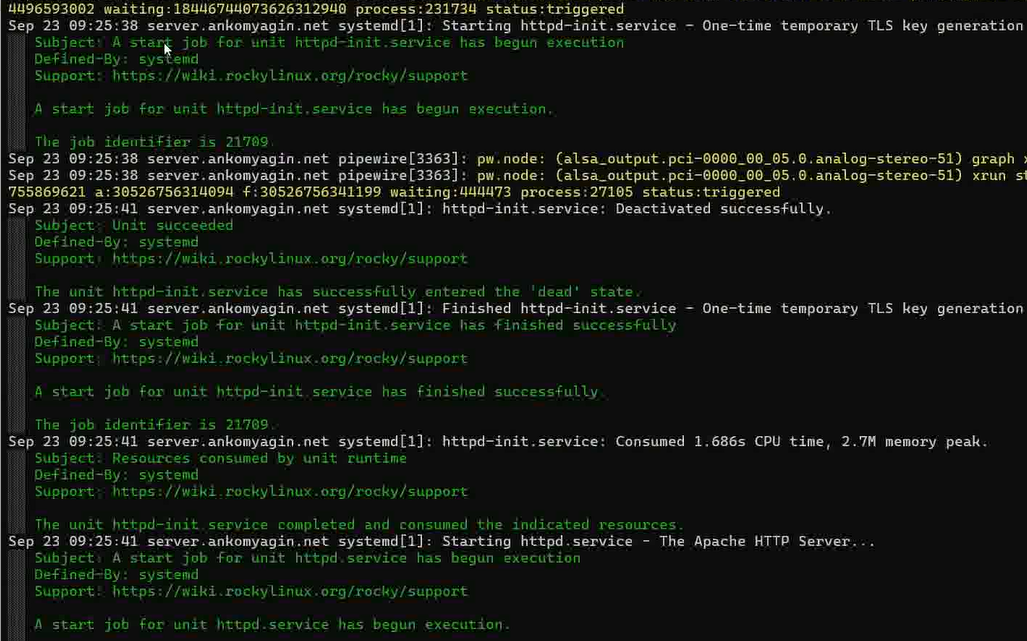 4496593002 waiting:18446744073626312940 process:231734 status:triggered
Sep 23 09:25:38 server.ankomyagin.net systemd[1]: Starting httpd-init.service - One-time temporary TLS key generation
Subject: A start job for unit httpd-init.service has begun execution
Defined-By: systemd
Support: https://wiki.rockylinux.org/rocky/support
A start job for unit httpd-init.service has begun execution.
The job identifier is 21709.
Sep 23 09:25:38 server.ankomyagin.net pipewire[3363]: pw.node: (alsa_output.pci-0000_00_05.0.analog-stereo-51) graph x
Sep 23 09:25:38 server.ankomyagin.net pipewire[3363]: pw.node: (alsa_output.pci-0000_00_05.0.analog-stereo-51) xrun st
755869621 a:30526756314094 f:30526756341199 waiting:444473 process:27105 status:triggered
Sep 23 09:25:41 server.ankomyagin.net systemd[1]: httpd-init.service: Deactivated successfully.
Subject: Unit succeeded
Defined-By: systemd
Support: https://wiki.rockylinux.org/rocky/support
The unit httpd-init.service has successfully entered the 'dead' state.
Sep 23 09:25:41 server.ankomyagin.net systemd[1]: Finished httpd-init.service - One-time temporary TLS key generation
Subject: A start job for unit httpd-init.service has finished successfully
Defined-By: systemd
Support: https://wiki.rockylinux.org/rocky/support
A start job for unit httpd-init.service has finished successfully.
The job identifier is 21709.
Sep 23 09:25:41 server.ankomyagin.net systemd[1]: httpd-init.service: Consumed 1.686s CPU time, 2.7M memory peak.
Subject: Resources consumed by unit runtime
Defined-By: systemd
Support: https://wiki.rockylinux.org/rocky/support
The unit httpd-init.service completed and consumed the indicated resources.
Sep 23 09:25:41 server.ankomyagin.net systemd[1]: Starting httpd.service - The Apache HTTP Server...
Subject: A start job for unit httpd.service has begun execution
Defined-By: systemd
Support: https://wiki.rockylinux.org/rocky/support
A start job for unit httpd.service has begun execution.